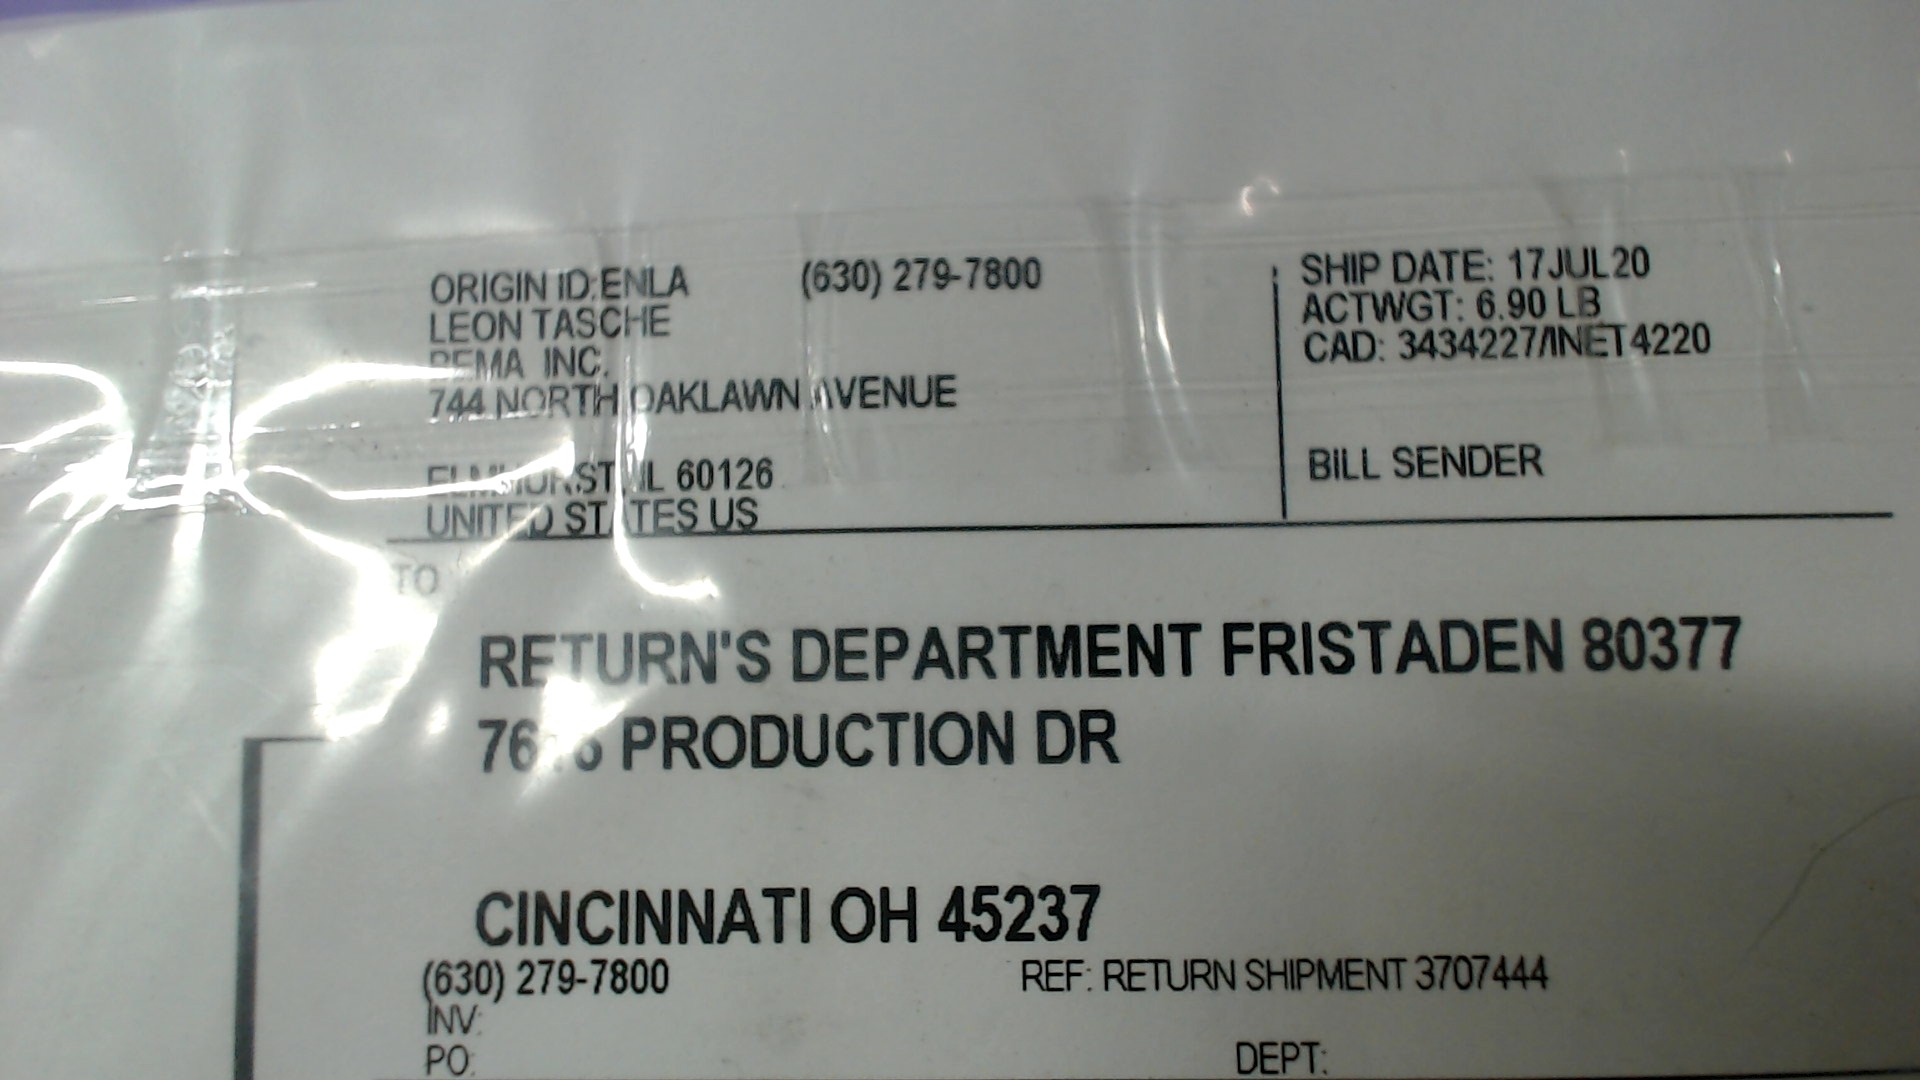 ORIGIN ID:ENLA (630) 279-7800
LEON TASCHE
INC.
744 NORTH OAKLAWN AVENUE
ELMHURST IL 60126
UNITED STATES US
SHIP DATE: 17JUL20
ACTWGT: 6.90 LB
CAD: 3434227/INET4220
BILL SENDER
TO
RETURN'S DEPARTMENT FRISTADEN 80377
PRODUCTION DR
CINCINNATI OH 45237
(630) 279-7800 REF: RETURN SHIPMENT 3707444
INV:
PO: DEPT: